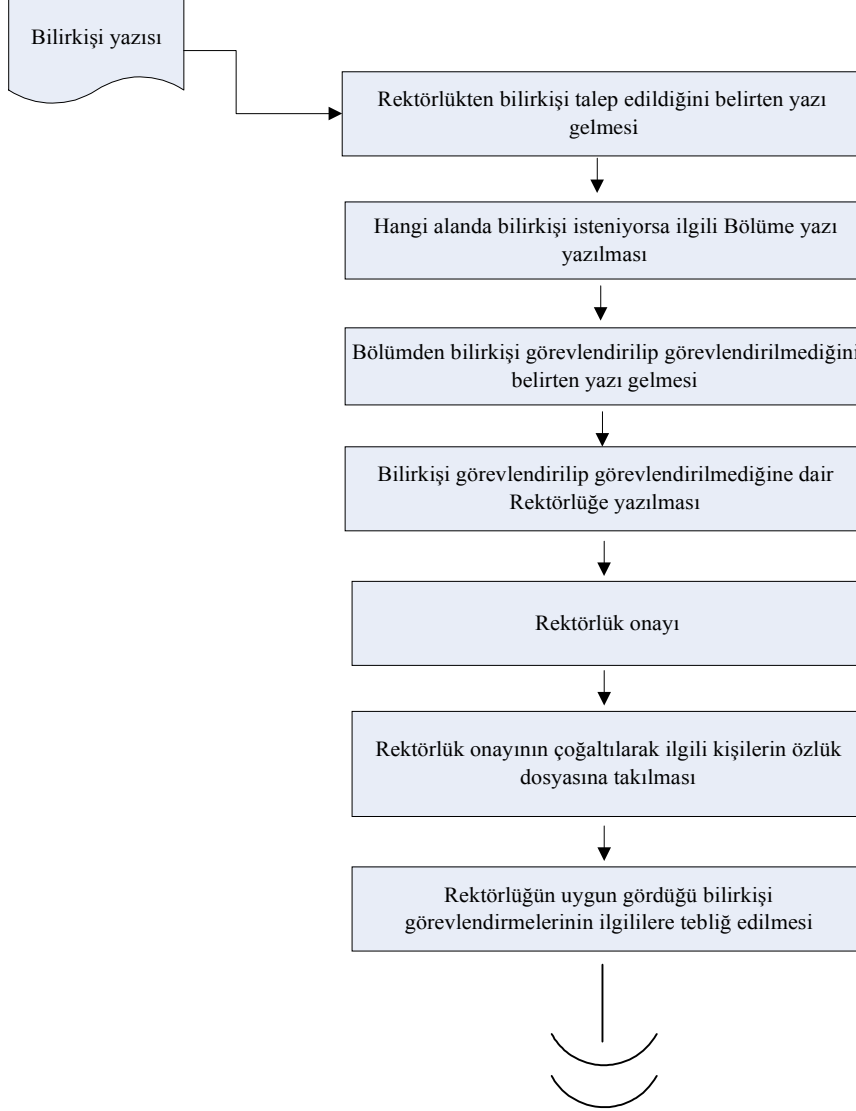 Bilirkişi yazısı
Rektörlükten bilirkişi talep edildiğini belirten yazı
gelmesi
Hangi alanda bilirkişi isteniyorsa ilgili Bölüme yazı
yazılması
Bölümden bilirkişi görevlendirilip görevlendirilmediğini
belirten yazı gelmesi
Bilirkişi görevlendirilip görevlendirilmediğine dair
Rektörlüğe yazılması
Rektörlük onayı
Rektörlük onayının çoğaltılarak ilgili kişilerin özlük
dosyasına takılması
Rektörlüğün uygun gördüğü bilirkişi
görevlendirmelerinin ilgililere tebliğ edilmesi